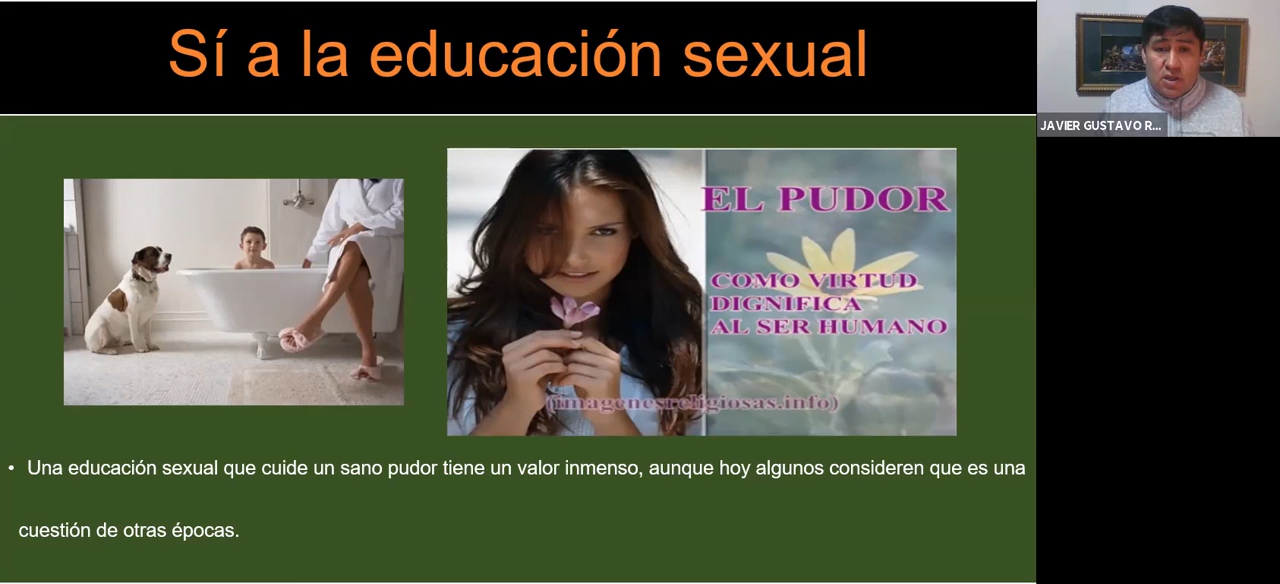 Sí a la educación sexual
JAVIER GUSTAVO R...
EL PUDOR
COMO VIRTUD
DIGNIFICA
AL SER HUMANO
(imagenesreligiosas.info)
• Una educación sexual que cuide un sano pudor tiene un valor inmenso, aunque hoy algunos consideren que es una
cuestión de otras épocas.